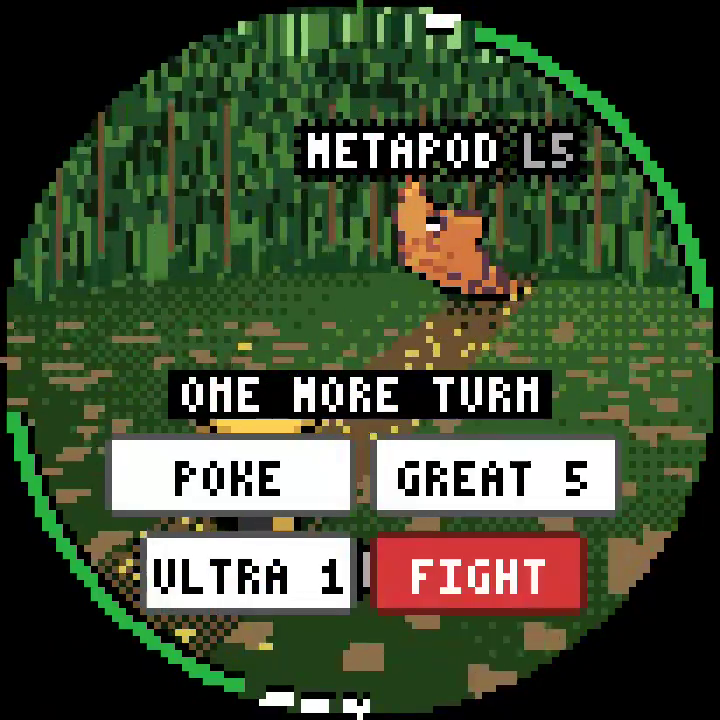 METAPOD L5
ONE MORE TURN
POKE
GREAT 5
ULTRA 1
FIGHT